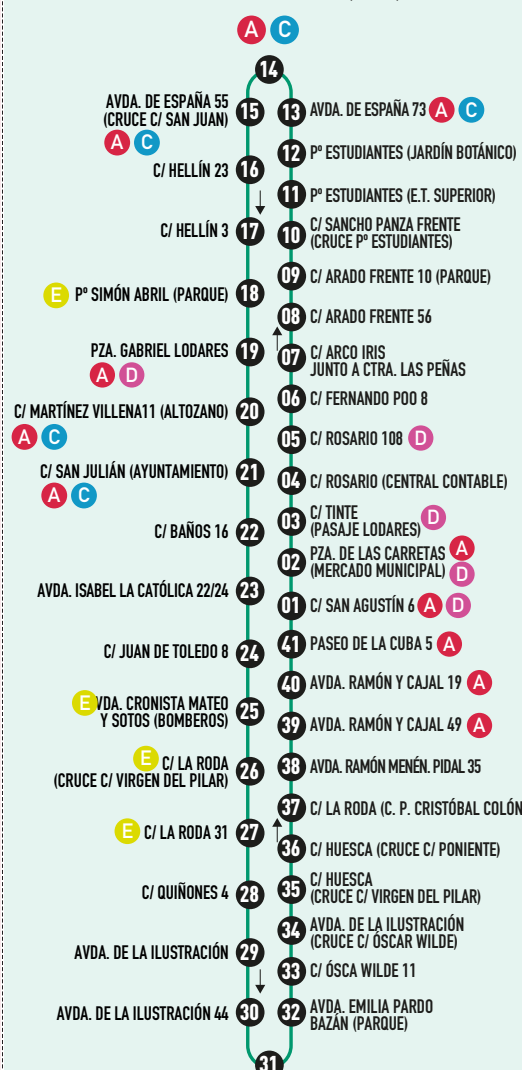 A C
14
AVDA. DE ESPAÑA 55
(CRUCE C/ SAN JUAN)
A C
15
13 AVDA. DE ESPAÑA 73 A C
C/ HELLÍN 23 16
12 Pº ESTUDIANTES (JARDÍN BOTÁNICO)
11 Pº ESTUDIANTES (E.T. SUPERIOR)
C/ HELLÍN 3 17
10 C/ SANCHO PANZA FRENTE
(CRUCE Pº ESTUDIANTES)
09 C/ ARADO FRENTE 10 (PARQUE)
E Pº SIMÓN ABRIL (PARQUE) 18
08 C/ ARADO FRENTE 56
PZA. GABRIEL LODARES 19
A D
07 C/ ARCO IRIS
JUNTO A CTRA. LAS PEÑAS
06 C/ FERNANDO POO 8
C/ MARTÍNEZ VILLENA11 (ALTOZANO) 20
A C
05 C/ ROSARIO 108 D
C/ SAN JULIÁN (AYUNTAMIENTO) 21
A C
04 C/ ROSARIO (CENTRAL CONTABLE)
03 C/ TINTE
(PASAJE LODARES) D
C/ BAÑOS 16 22
02 PZA. DE LAS CARRETAS A
(MERCADO MUNICIPAL) D
AVDA. ISABEL LA CATÓLICA 22/24 23
01 C/ SAN AGUSTÍN 6 A D
41 PASEO DE LA CUBA 5 A
C/ JUAN DE TOLEDO 8 24
40 AVDA. RAMÓN Y CAJAL 19 A
E VDA. CRONISTA MATEO
Y SOTOS (BOMBEROS) 25
39 AVDA. RAMÓN Y CAJAL 49 A
E C/ LA RODA
(CRUCE C/ VIRGEN DEL PILAR) 26
38 AVDA. RAMÓN MENÉN. PIDAL 35
37 C/ LA RODA (C. P. CRISTÓBAL COLÓN
E C/ LA RODA 31 27
36 C/ HUESCA (CRUCE C/ PONIENTE)
C/ QUIÑONES 4 28
35 C/ HUESCA
(CRUCE C/ VIRGEN DEL PILAR)
34 AVDA. DE LA ILUSTRACIÓN
(CRUCE C/ ÓSCAR WILDE)
AVDA. DE LA ILUSTRACIÓN 29
33 C/ ÓSCA WILDE 11
AVDA. DE LA ILUSTRACIÓN 44 30
32 AVDA. EMILIA PARDO
BAZÁN (PARQUE)
31